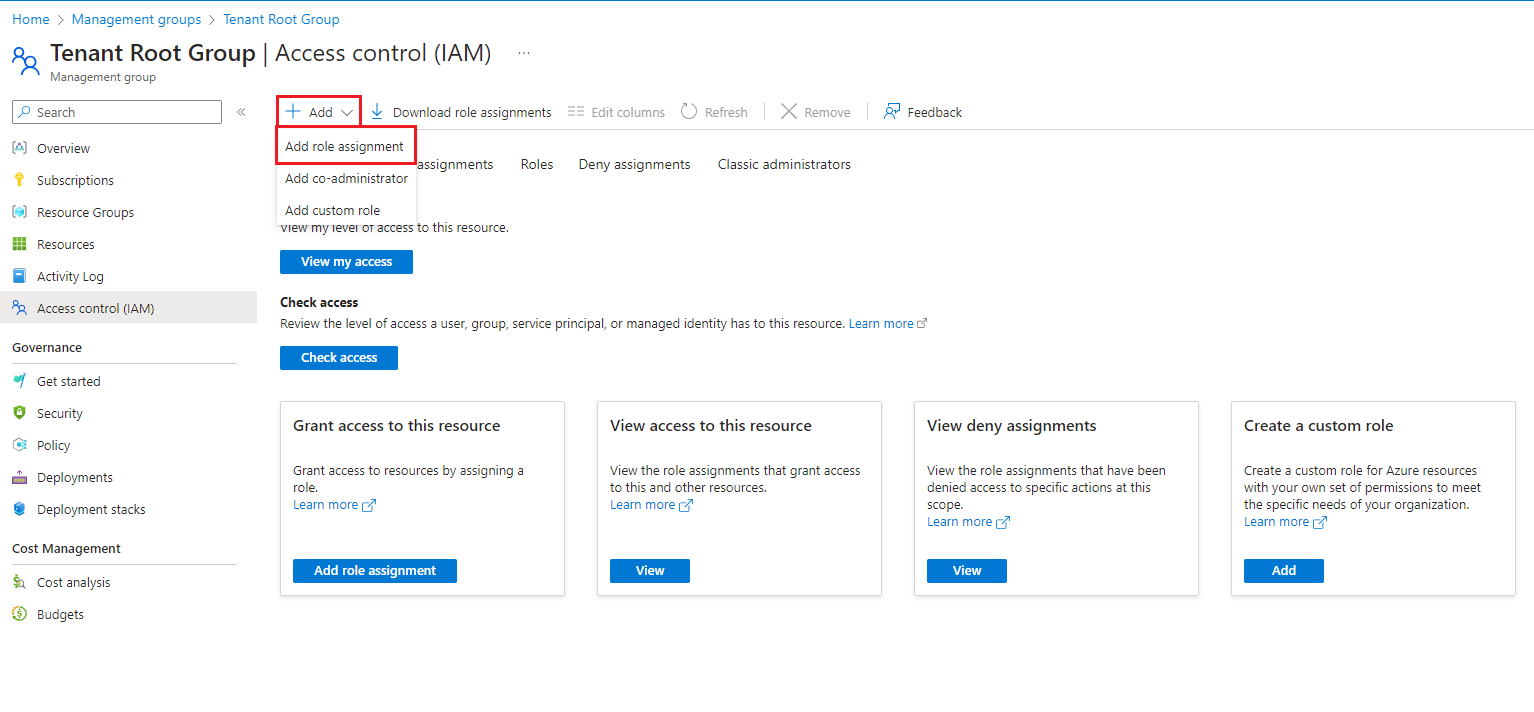 Home > Management groups > Tenant Root Group
Tenant Root Group | Access control (IAM) ...
Management group
Search «
Overview
Subscriptions
Resource Groups
Resources
Activity Log
Access control (IAM)
Governance
Get started
Security
Policy
Deployments
Deployment stacks
Cost Management
Cost analysis
Budgets
Add Download role assignments Edit columns Refresh Remove Feedback
Add role assignment
Add co-administrator
Add custom role
assignments Roles Deny assignments Classic administrators
View my level of access to this resource.
View my access
Check access
Review the level of access a user, group, service principal, or managed identity has to this resource. Learn more
Check access
Grant access to this resource
Grant access to resources by assigning a
role.
Learn more
Add role assignment
View access to this resource
View the role assignments that grant access
to this and other resources.
Learn more
View
View deny assignments
View the role assignments that have been
denied access to specific actions at this
scope.
Learn more
View
Create a custom role
Create a custom role for Azure resources
with your own set of permissions to meet
the specific needs of your organization.
Learn more
Add